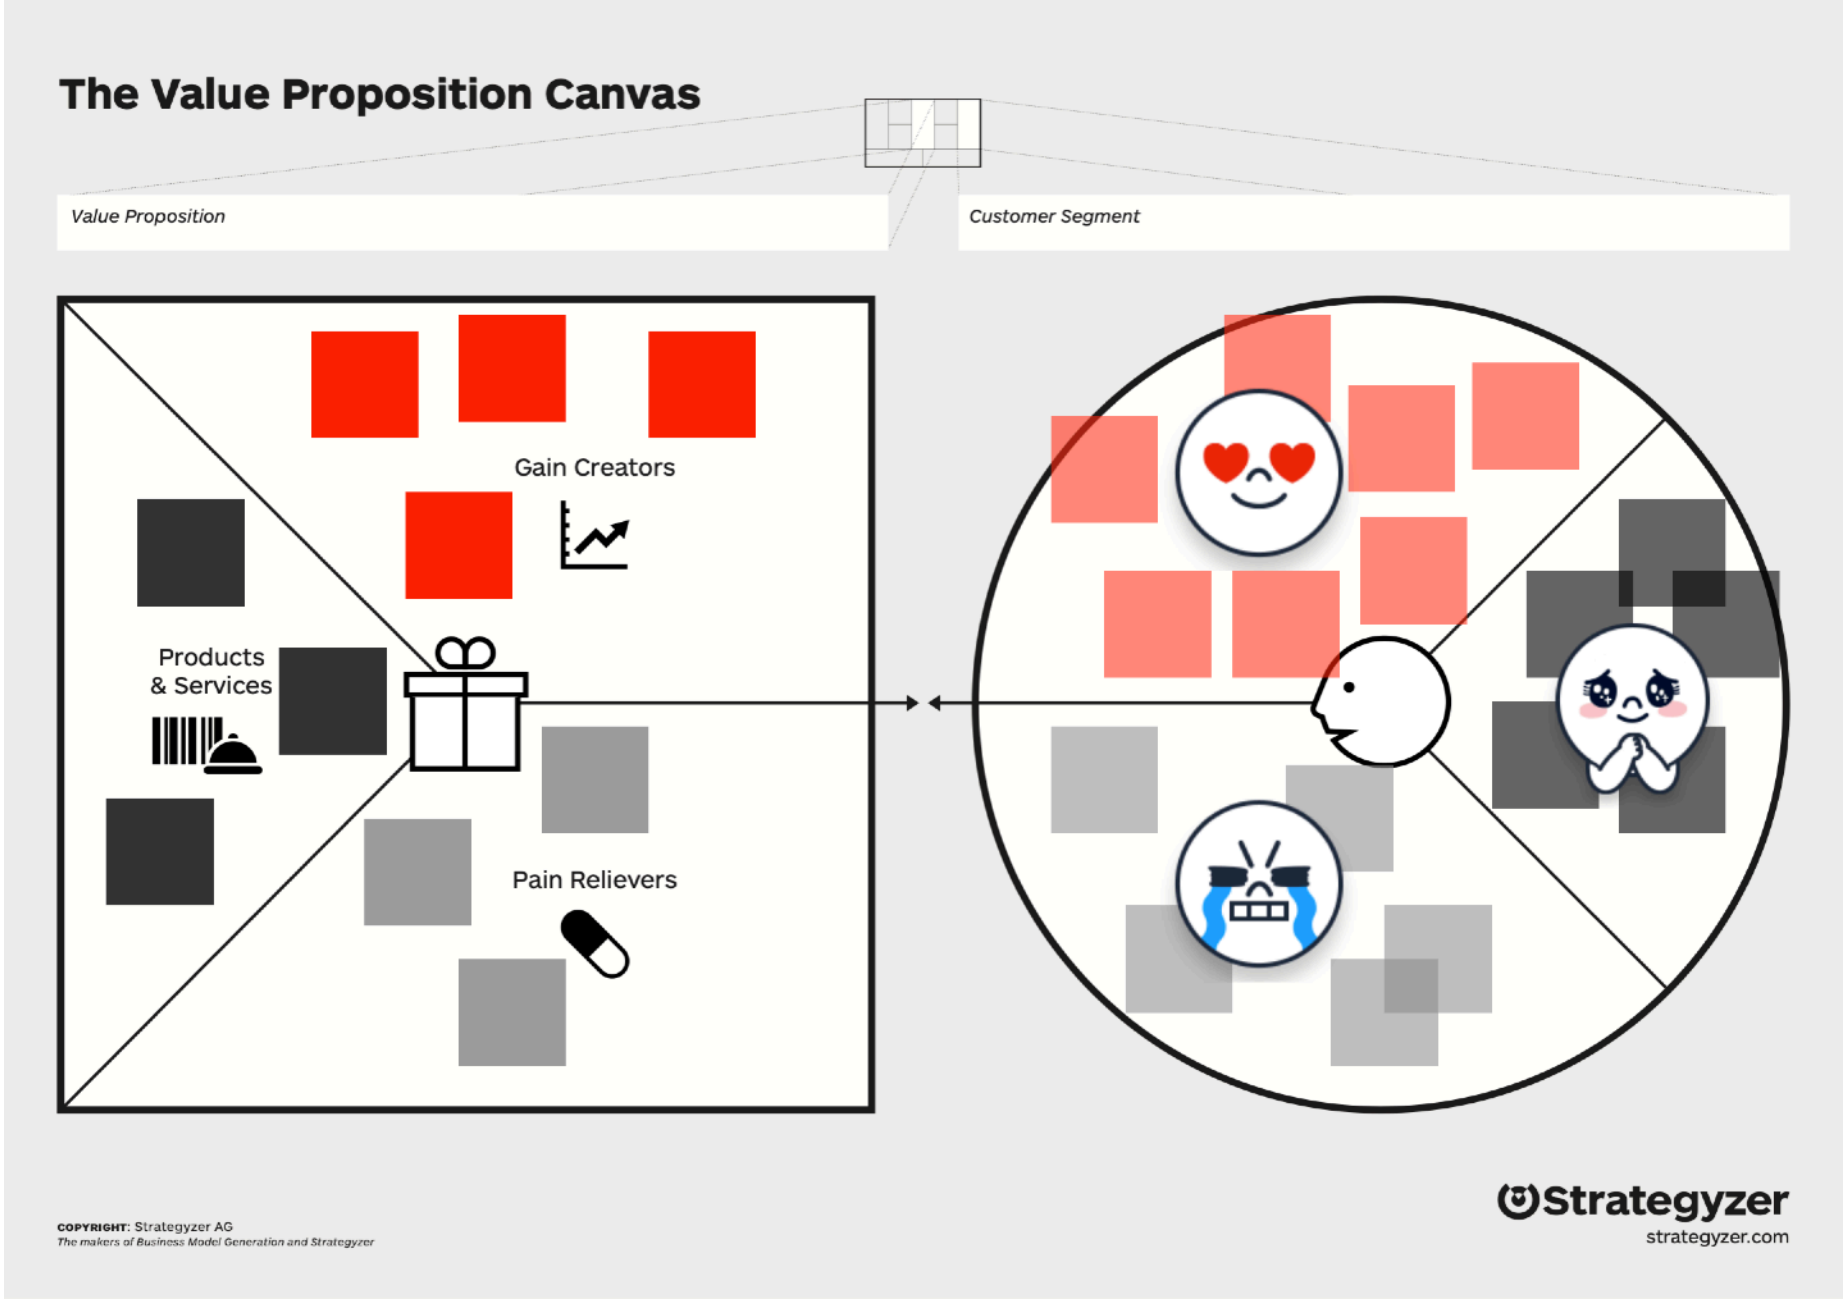 The Value Proposition Canvas
Value Proposition
Customer Segment
Gain Creators
Products
& Services
Pain Relievers
COPYRIGHT: Strategyzer AG
The makers of Business Model Generation and Strategyzer
Strategyzer
strategyzer.com